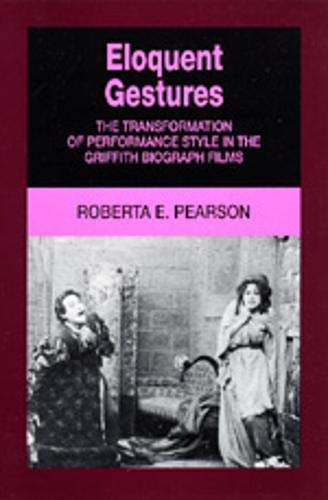 Eloquent
Gestures
THE TRANSFORMATION
OF PERFORMANCE STYLE IN THE
GRIFFITH BIOGRAPH FILMS
ROBERTA E. PEARSON